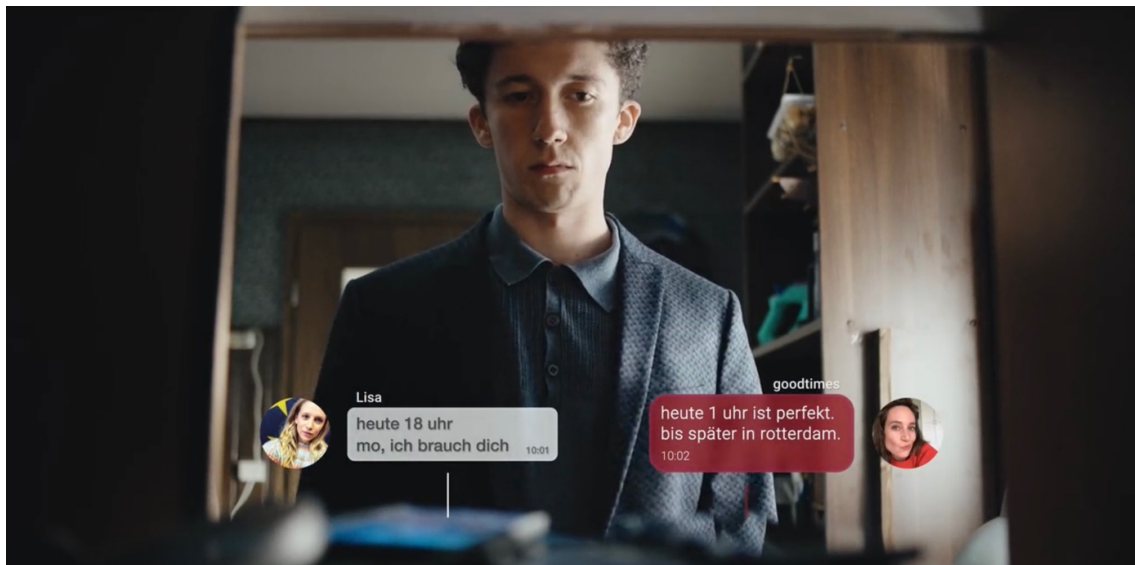 Lisa
heute 18 uhr
mo, ich brauch dich
10:01
goodtimes
heute 1 uhr ist perfekt.
bis später in rotterdam.
10:02